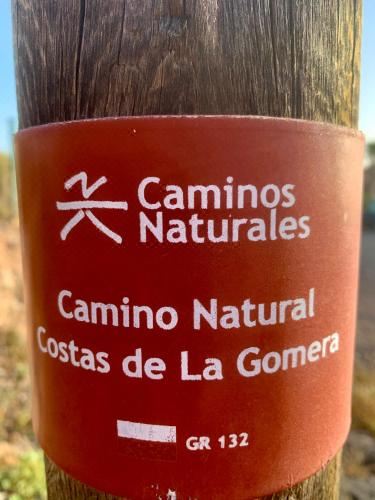 Caminos
Naturales
Camino Natural
Costas de La Gomera
GR 132